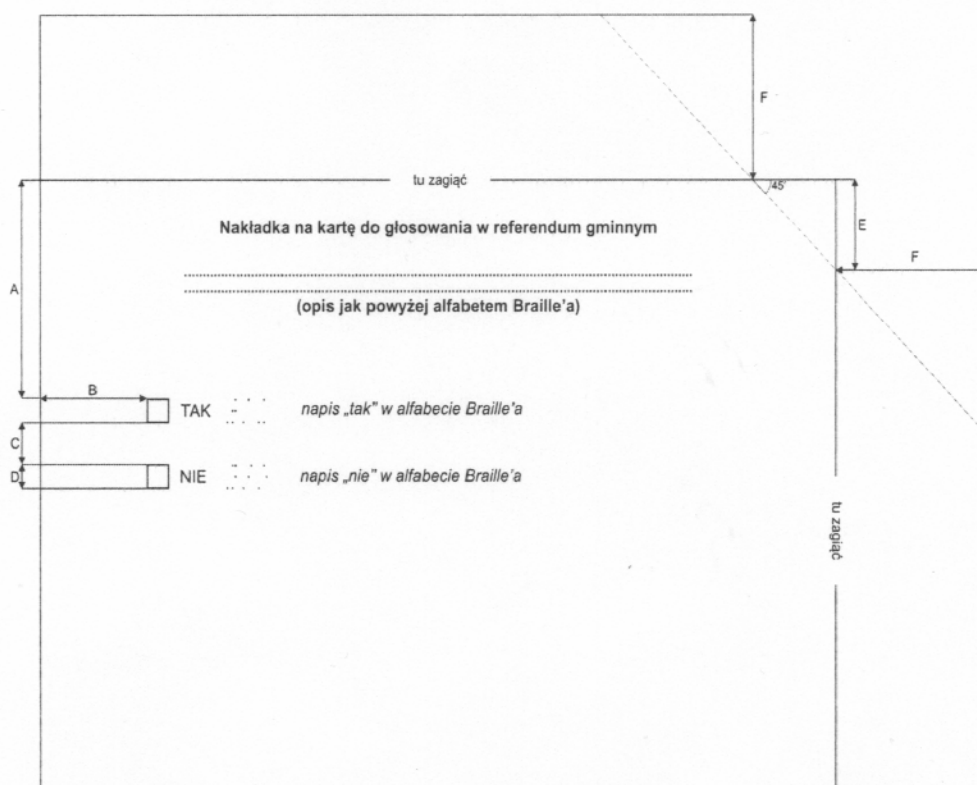 F
tu zagiąć
45'
E
Nakładka na kartę do głosowania w referendum gminnym
F
A
(opis jak powyżej alfabetem Braille'a)
B
TAK napis „tak" w alfabecie Braille'a
C
D NIE napis „nie" w alfabecie Braille'a
tu zagiąć